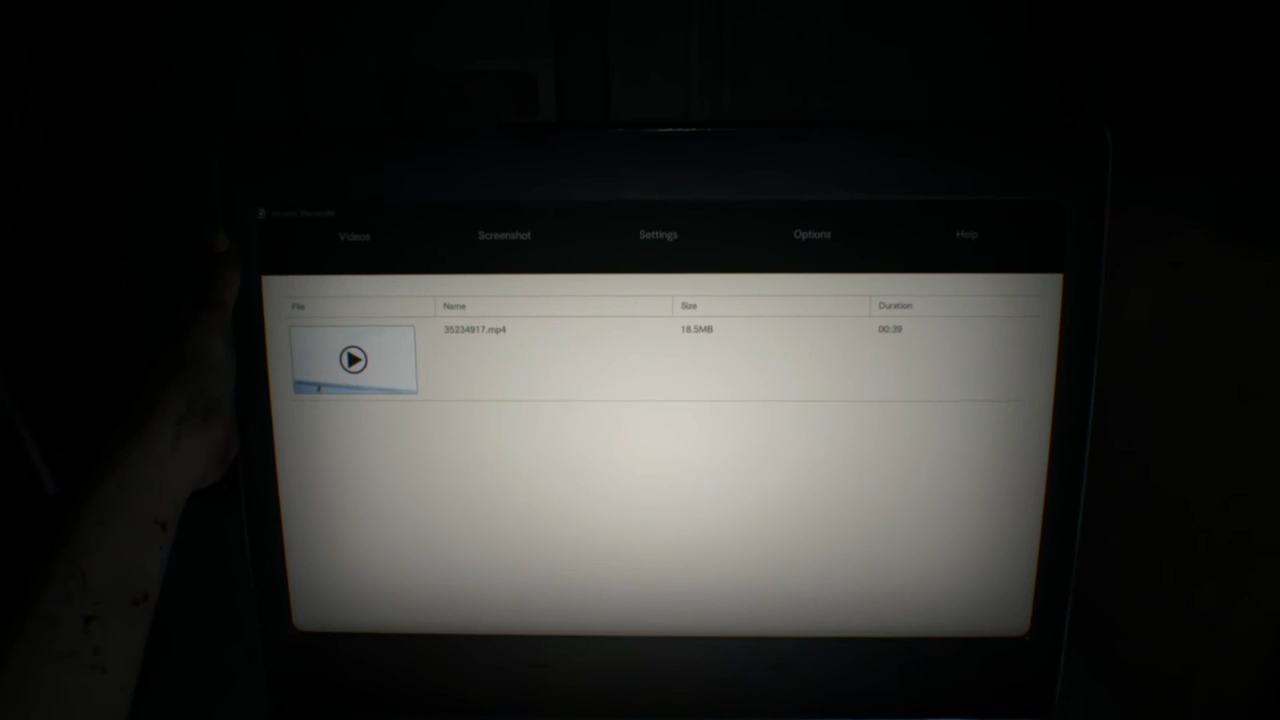 Videos Screenshot Settings Options Help
File Name Size Duration
35234917.mp4 18.5MB 00:39